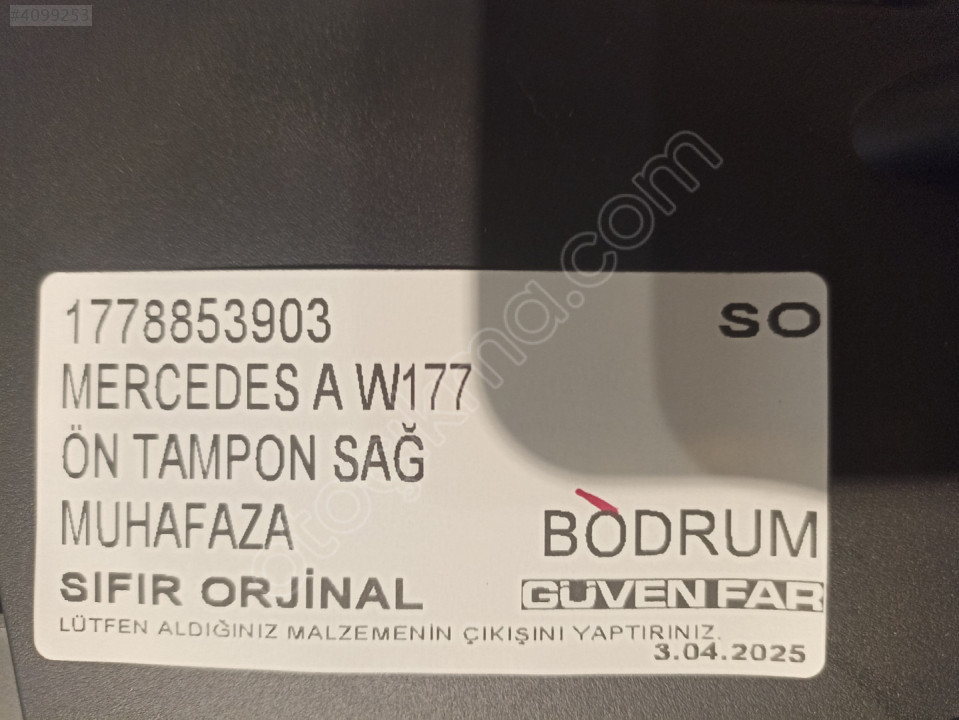 #4099253
otoçıkma.com
1778853903 SO
MERCEDES A W177
ÖN TAMPON SAĞ
MUHAFAZA BODRUM
SIFIR ORJİNAL GÜVEN FAR
LÜTFEN ALDIĞINIZ MALZEMENİN ÇIKIŞINI YAPTIRINIZ.
3.04.2025